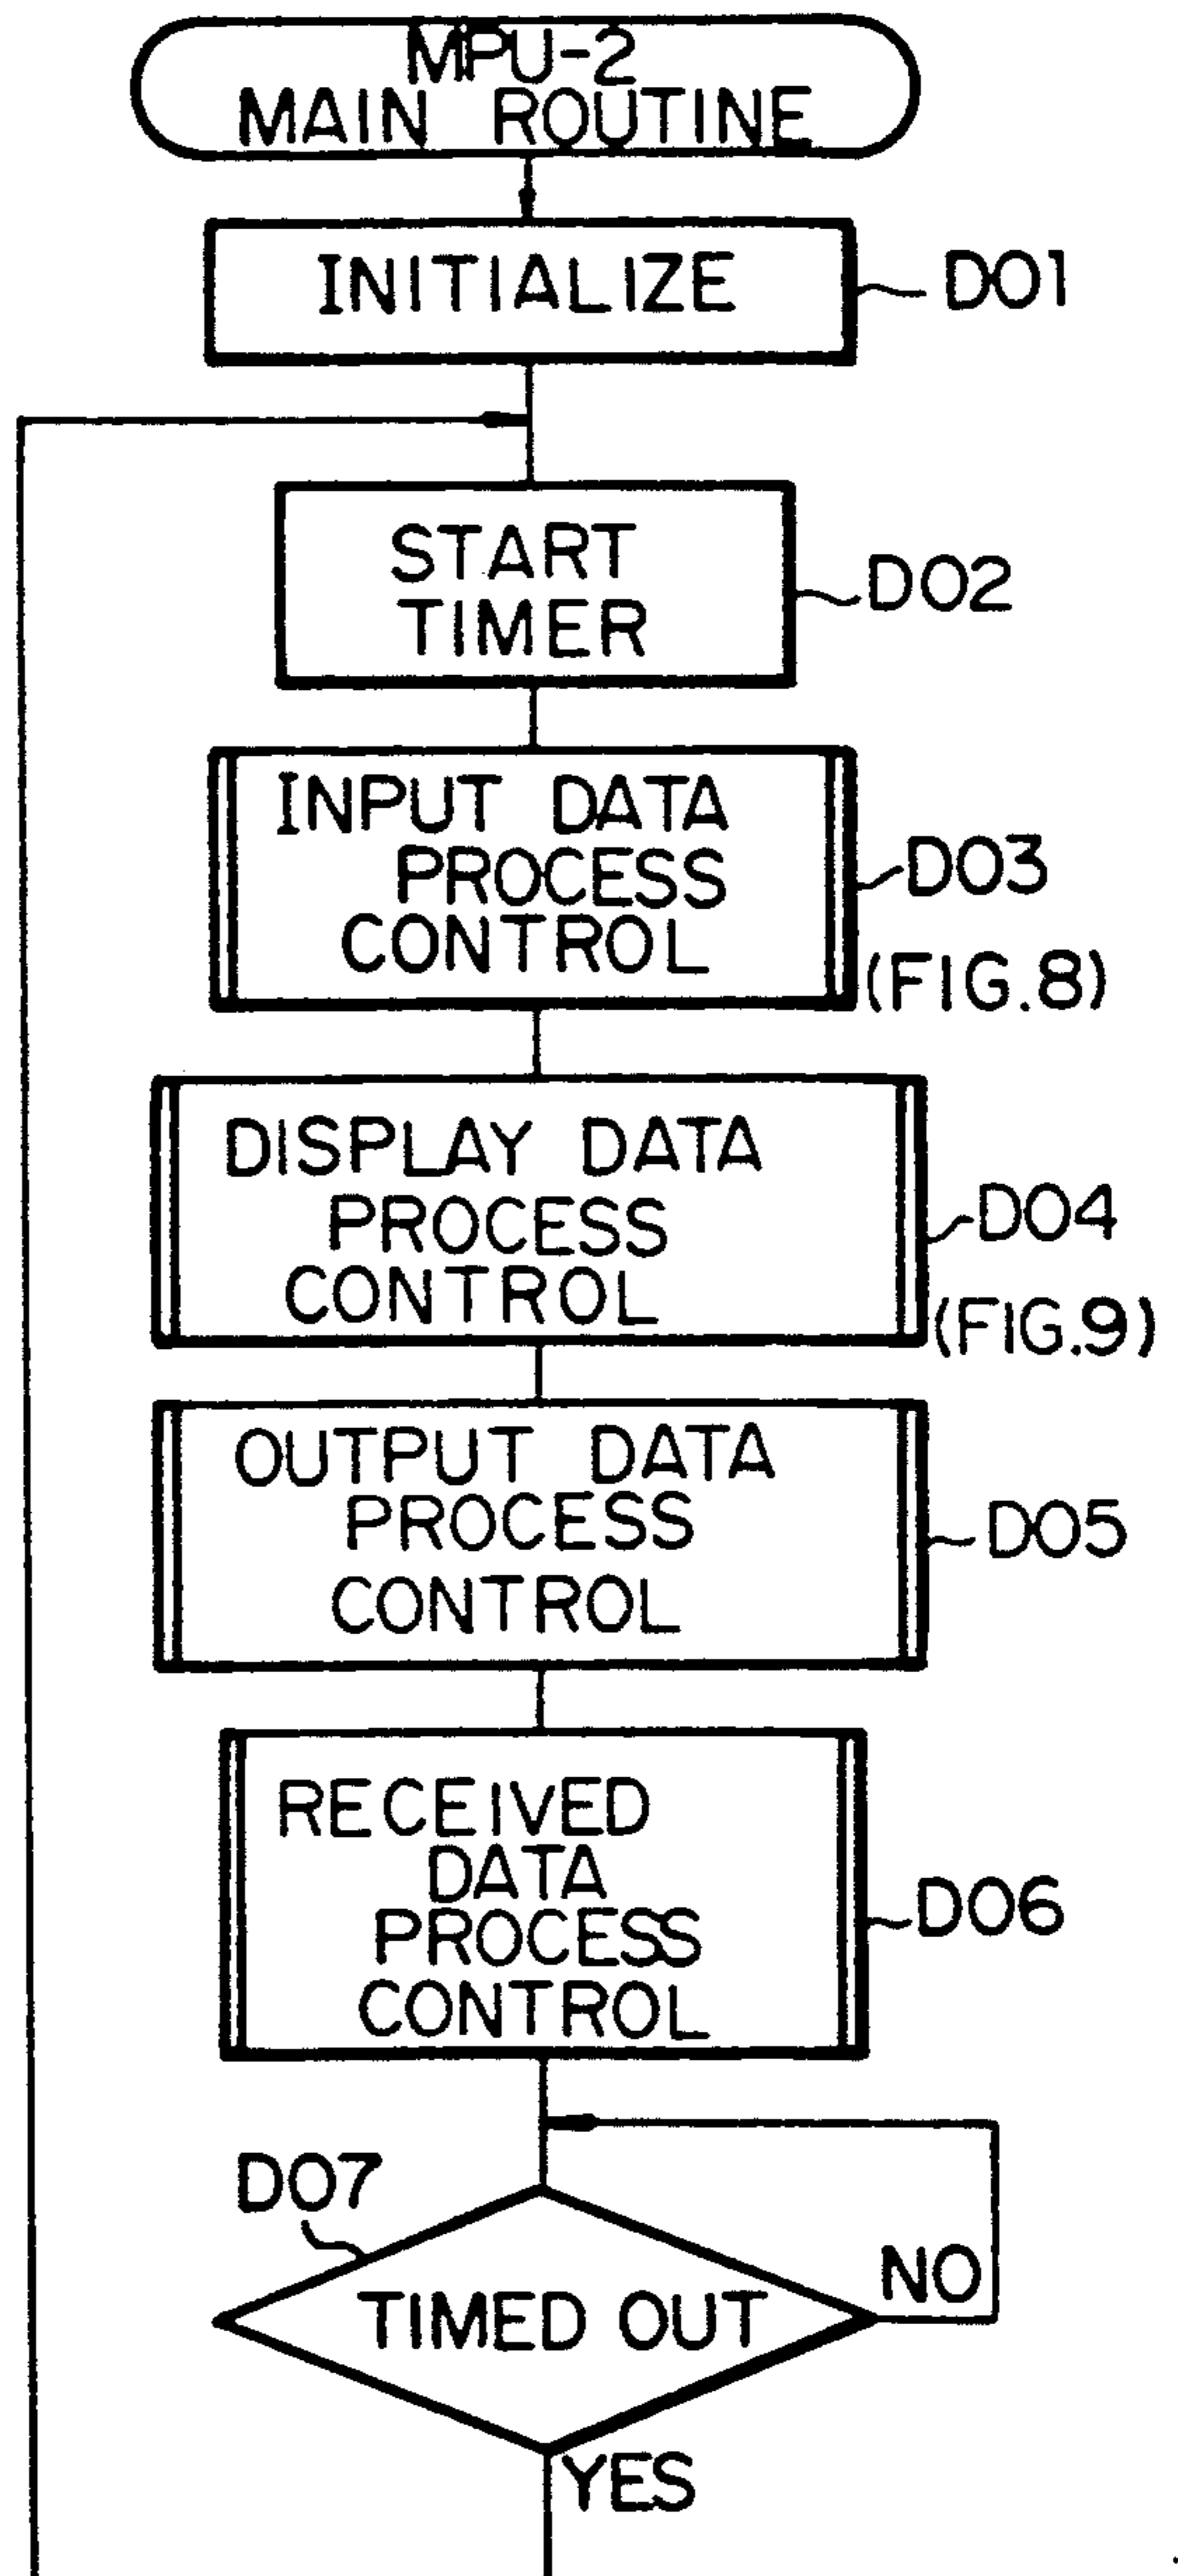 MPU-2
MAIN ROUTINE
INITIALIZE
D01
START
TIMER
D02
INPUT DATA
PROCESS
CONTROL
D03
(FIG.8)
DISPLAY DATA
PROCESS
CONTROL
D04
(FIG.9)
OUTPUT DATA
PROCESS
CONTROL
D05
RECEIVED
DATA
PROCESS
CONTROL
D06
D07
TIMED OUT
NO
YES